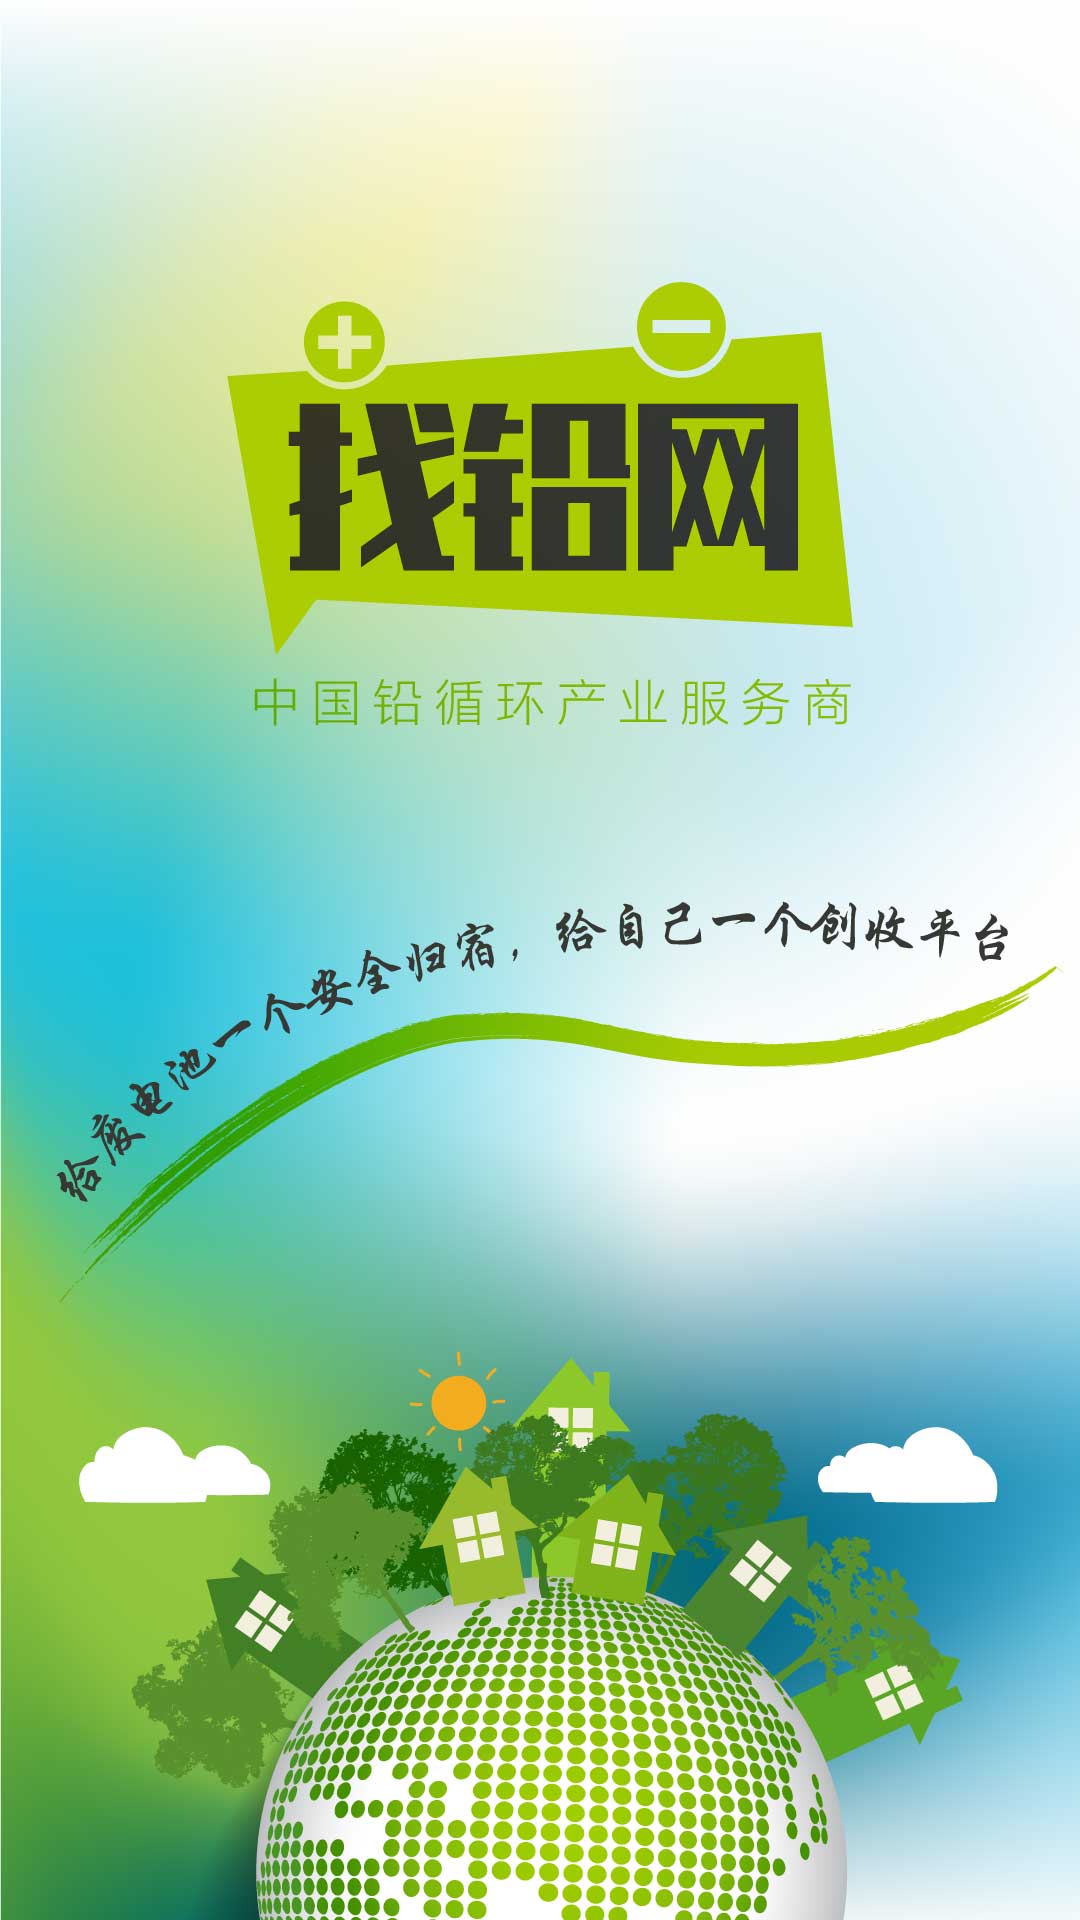 找铅网
中国铅循环产业服务商
给废电池一个安全归宿，给自己一个创收平台